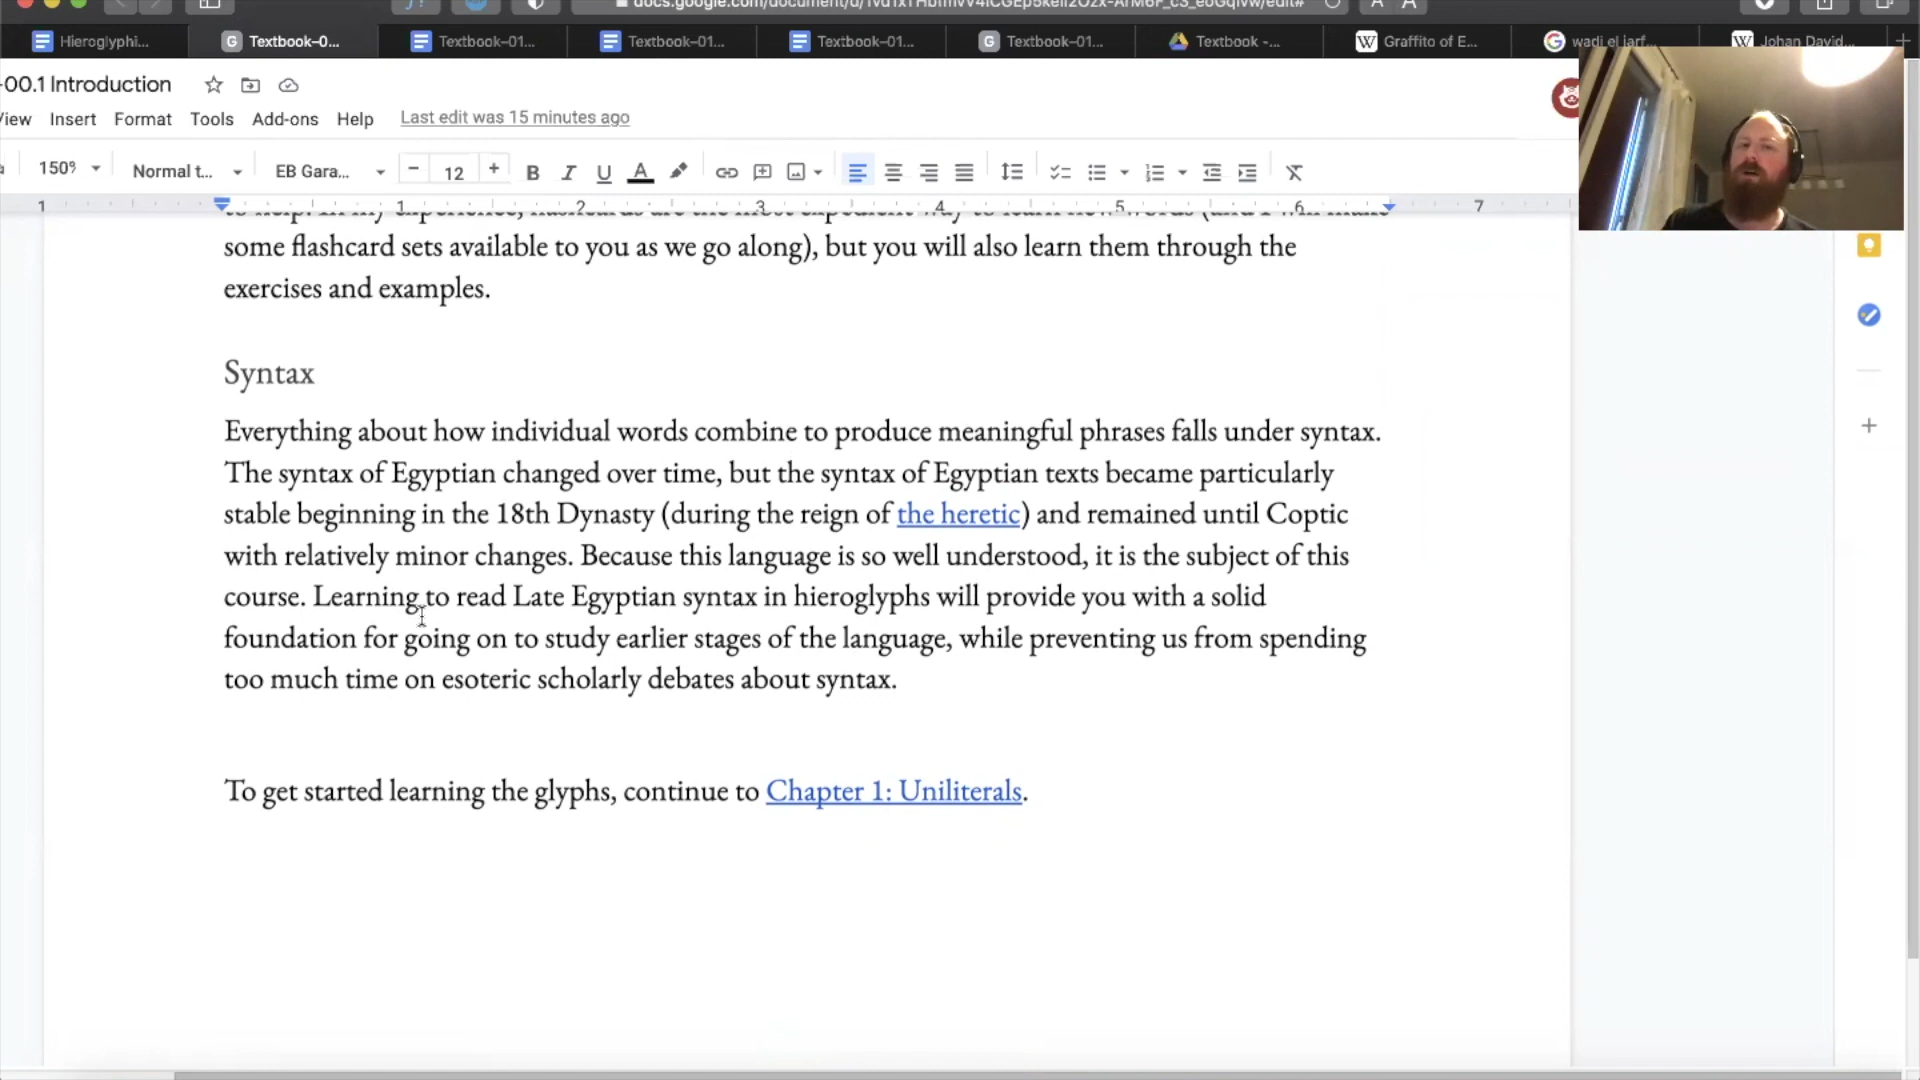 Hieroglyphi...
Textbook–0...
Textbook–01...
Textbook–01...
Textbook–01...
Textbook–01...
Textbook -...
Graffito of E...
wadi el jarf...
Johan David...
-00.1 Introduction
View Insert Format Tools Add-ons Help Last edit was 15 minutes ago
150% Normal t... EB Gara... − 12 + B I U A
1 1 2 3 4 5 6 7
some flashcard sets available to you as we go along), but you will also learn them through the
exercises and examples.
Syntax
Everything about how individual words combine to produce meaningful phrases falls under syntax.
The syntax of Egyptian changed over time, but the syntax of Egyptian texts became particularly
stable beginning in the 18th Dynasty (during the reign of the heretic) and remained until Coptic
with relatively minor changes. Because this language is so well understood, it is the subject of this
course. Learning to read Late Egyptian syntax in hieroglyphs will provide you with a solid
foundation for going on to study earlier stages of the language, while preventing us from spending
too much time on esoteric scholarly debates about syntax.
To get started learning the glyphs, continue to Chapter 1: Uniliterals.